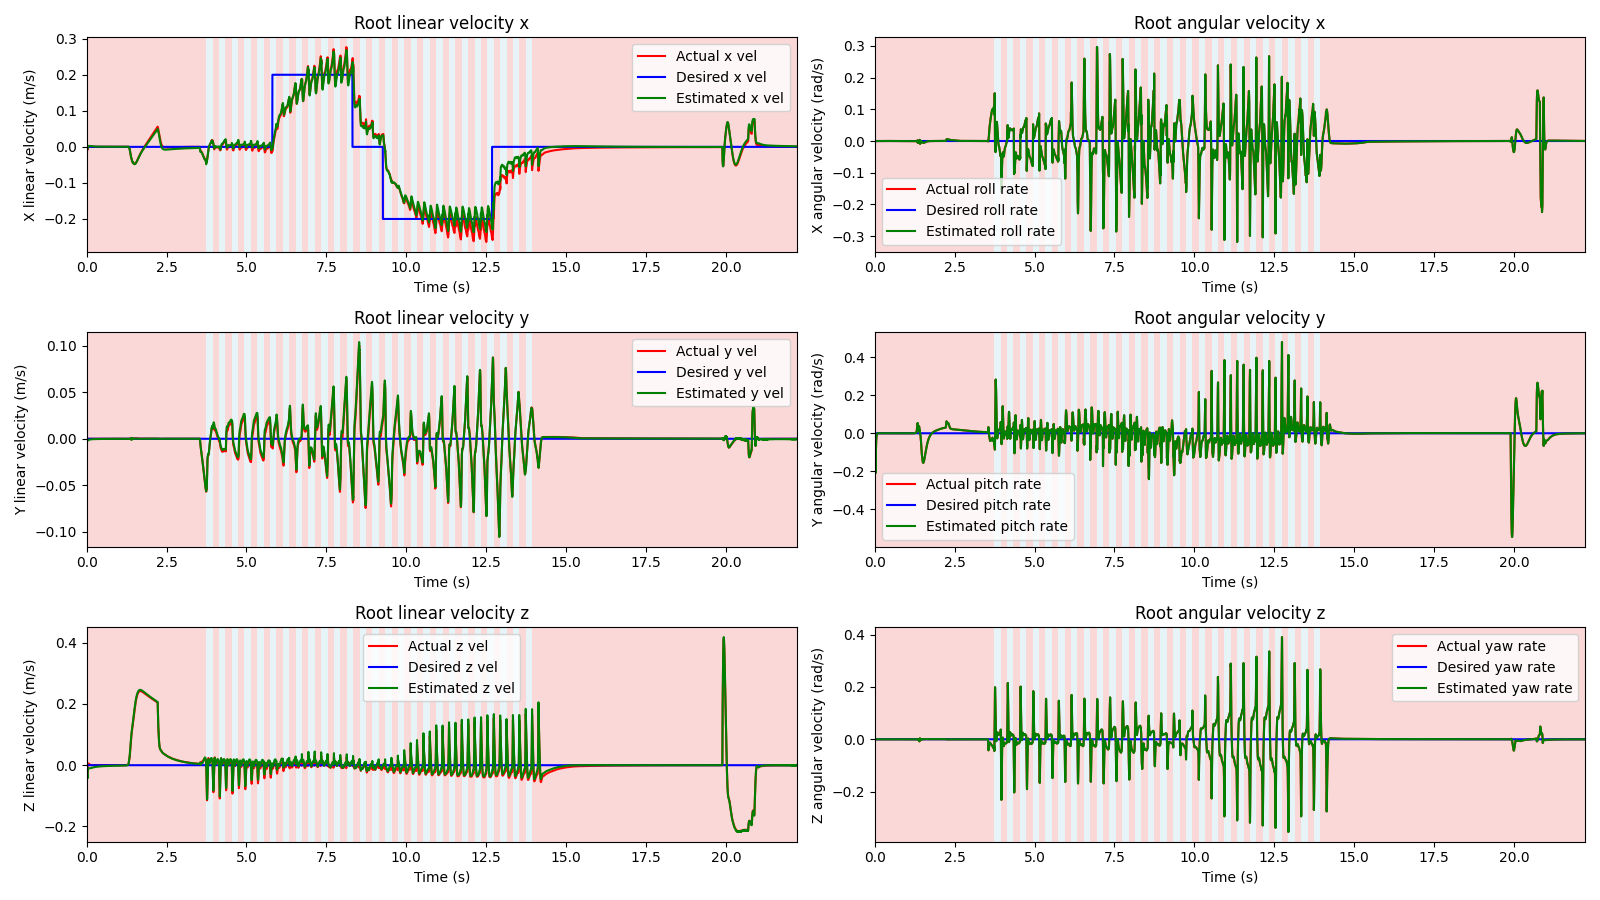 Root linear velocity x
X linear velocity (m/s)
0.3
0.2
0.1
0.0
−0.1
−0.2
Actual x vel
Desired x vel
Estimated x vel
0.0 2.5 5.0 7.5 10.0 12.5 15.0 17.5 20.0
Time (s)
Root angular velocity x
X angular velocity (rad/s)
0.3
0.2
0.1
0.0
−0.1
−0.2
−0.3
Actual roll rate
Desired roll rate
Estimated roll rate
0.0 2.5 5.0 7.5 10.0 12.5 15.0 17.5 20.0
Time (s)
Root linear velocity y
Y linear velocity (m/s)
0.10
0.05
0.00
−0.05
−0.10
Actual y vel
Desired y vel
Estimated y vel
0.0 2.5 5.0 7.5 10.0 12.5 15.0 17.5 20.0
Time (s)
Root angular velocity y
Y angular velocity (rad/s)
0.4
0.2
0.0
−0.2
−0.4
Actual pitch rate
Desired pitch rate
Estimated pitch rate
0.0 2.5 5.0 7.5 10.0 12.5 15.0 17.5 20.0
Time (s)
Root linear velocity z
Z linear velocity (m/s)
0.4
0.2
0.0
−0.2
Actual z vel
Desired z vel
Estimated z vel
0.0 2.5 5.0 7.5 10.0 12.5 15.0 17.5 20.0
Time (s)
Root angular velocity z
Z angular velocity (rad/s)
0.4
0.2
0.0
−0.2
Actual yaw rate
Desired yaw rate
Estimated yaw rate
0.0 2.5 5.0 7.5 10.0 12.5 15.0 17.5 20.0
Time (s)